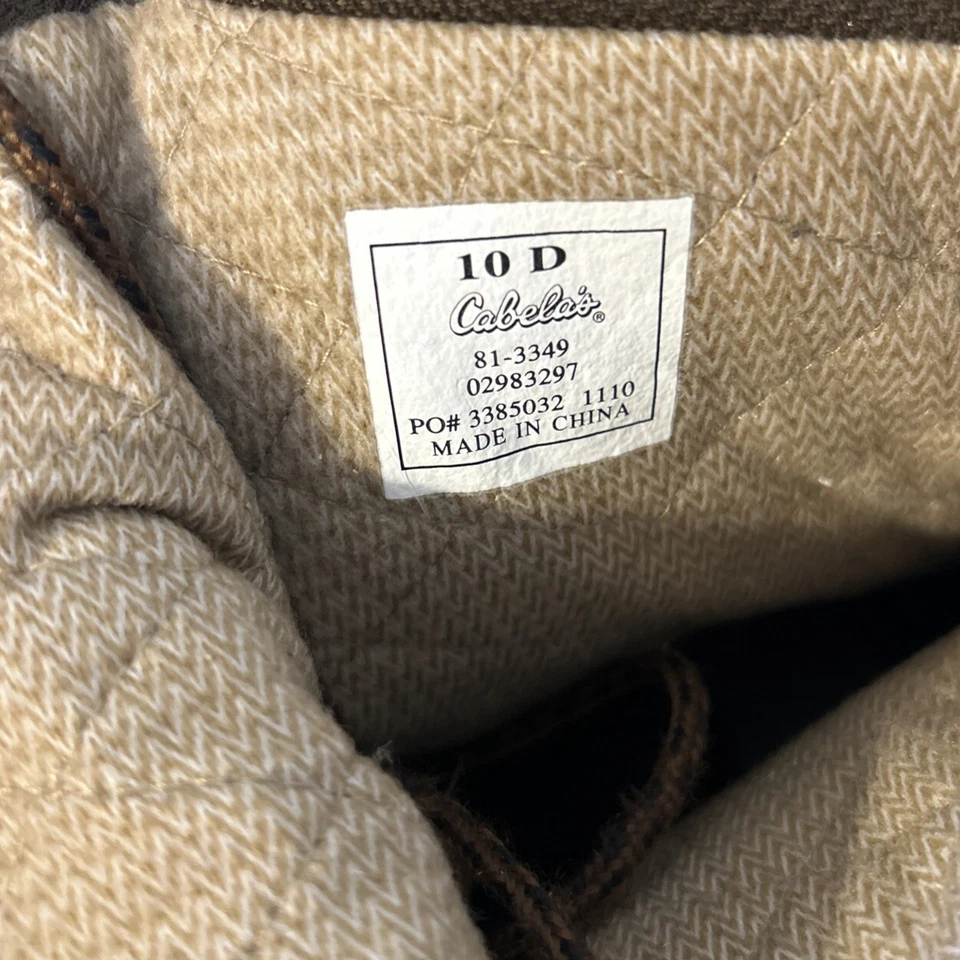 10 D
Cabela's®
81-3349
02983297
PO# 3385032 1110
MADE IN CHINA